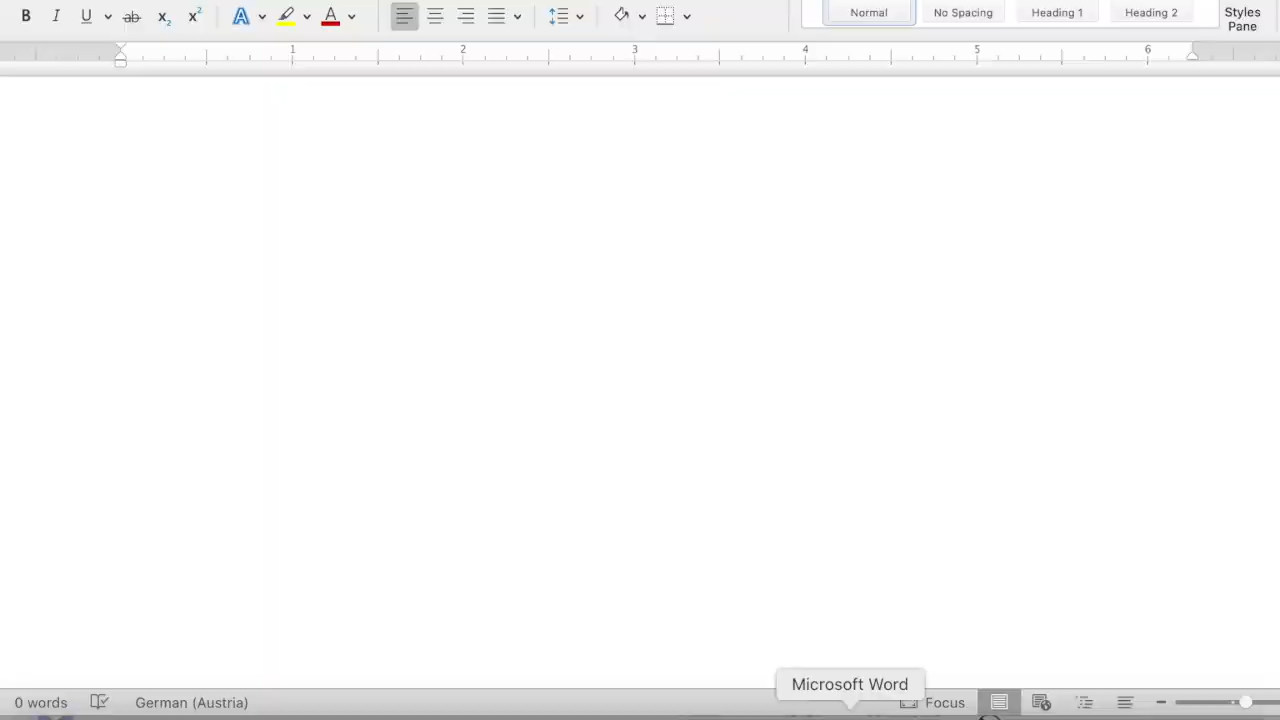 B I U ab x2 x2 A A Normal No Spacing Heading 1 Heading 2 Styles
Pane
1 2 3 4 5 6
Microsoft Word
0 words German (Austria) Focus